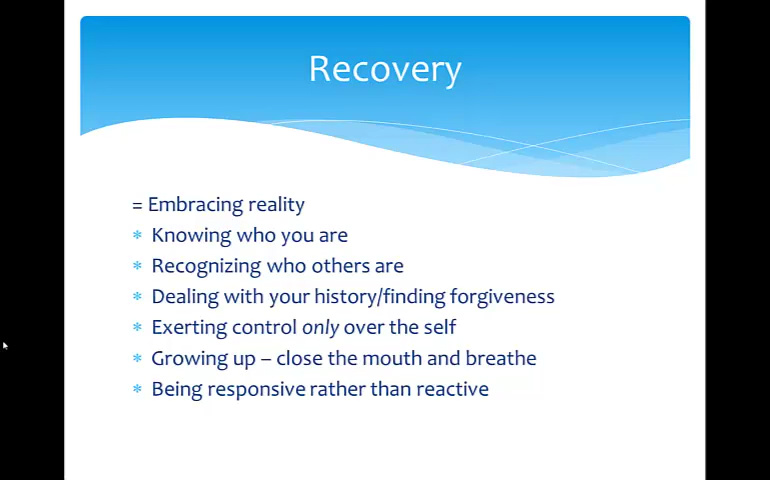 Recovery
= Embracing reality
* Knowing who you are
* Recognizing who others are
* Dealing with your history/finding forgiveness
* Exerting control only over the self
* Growing up – close the mouth and breathe
* Being responsive rather than reactive